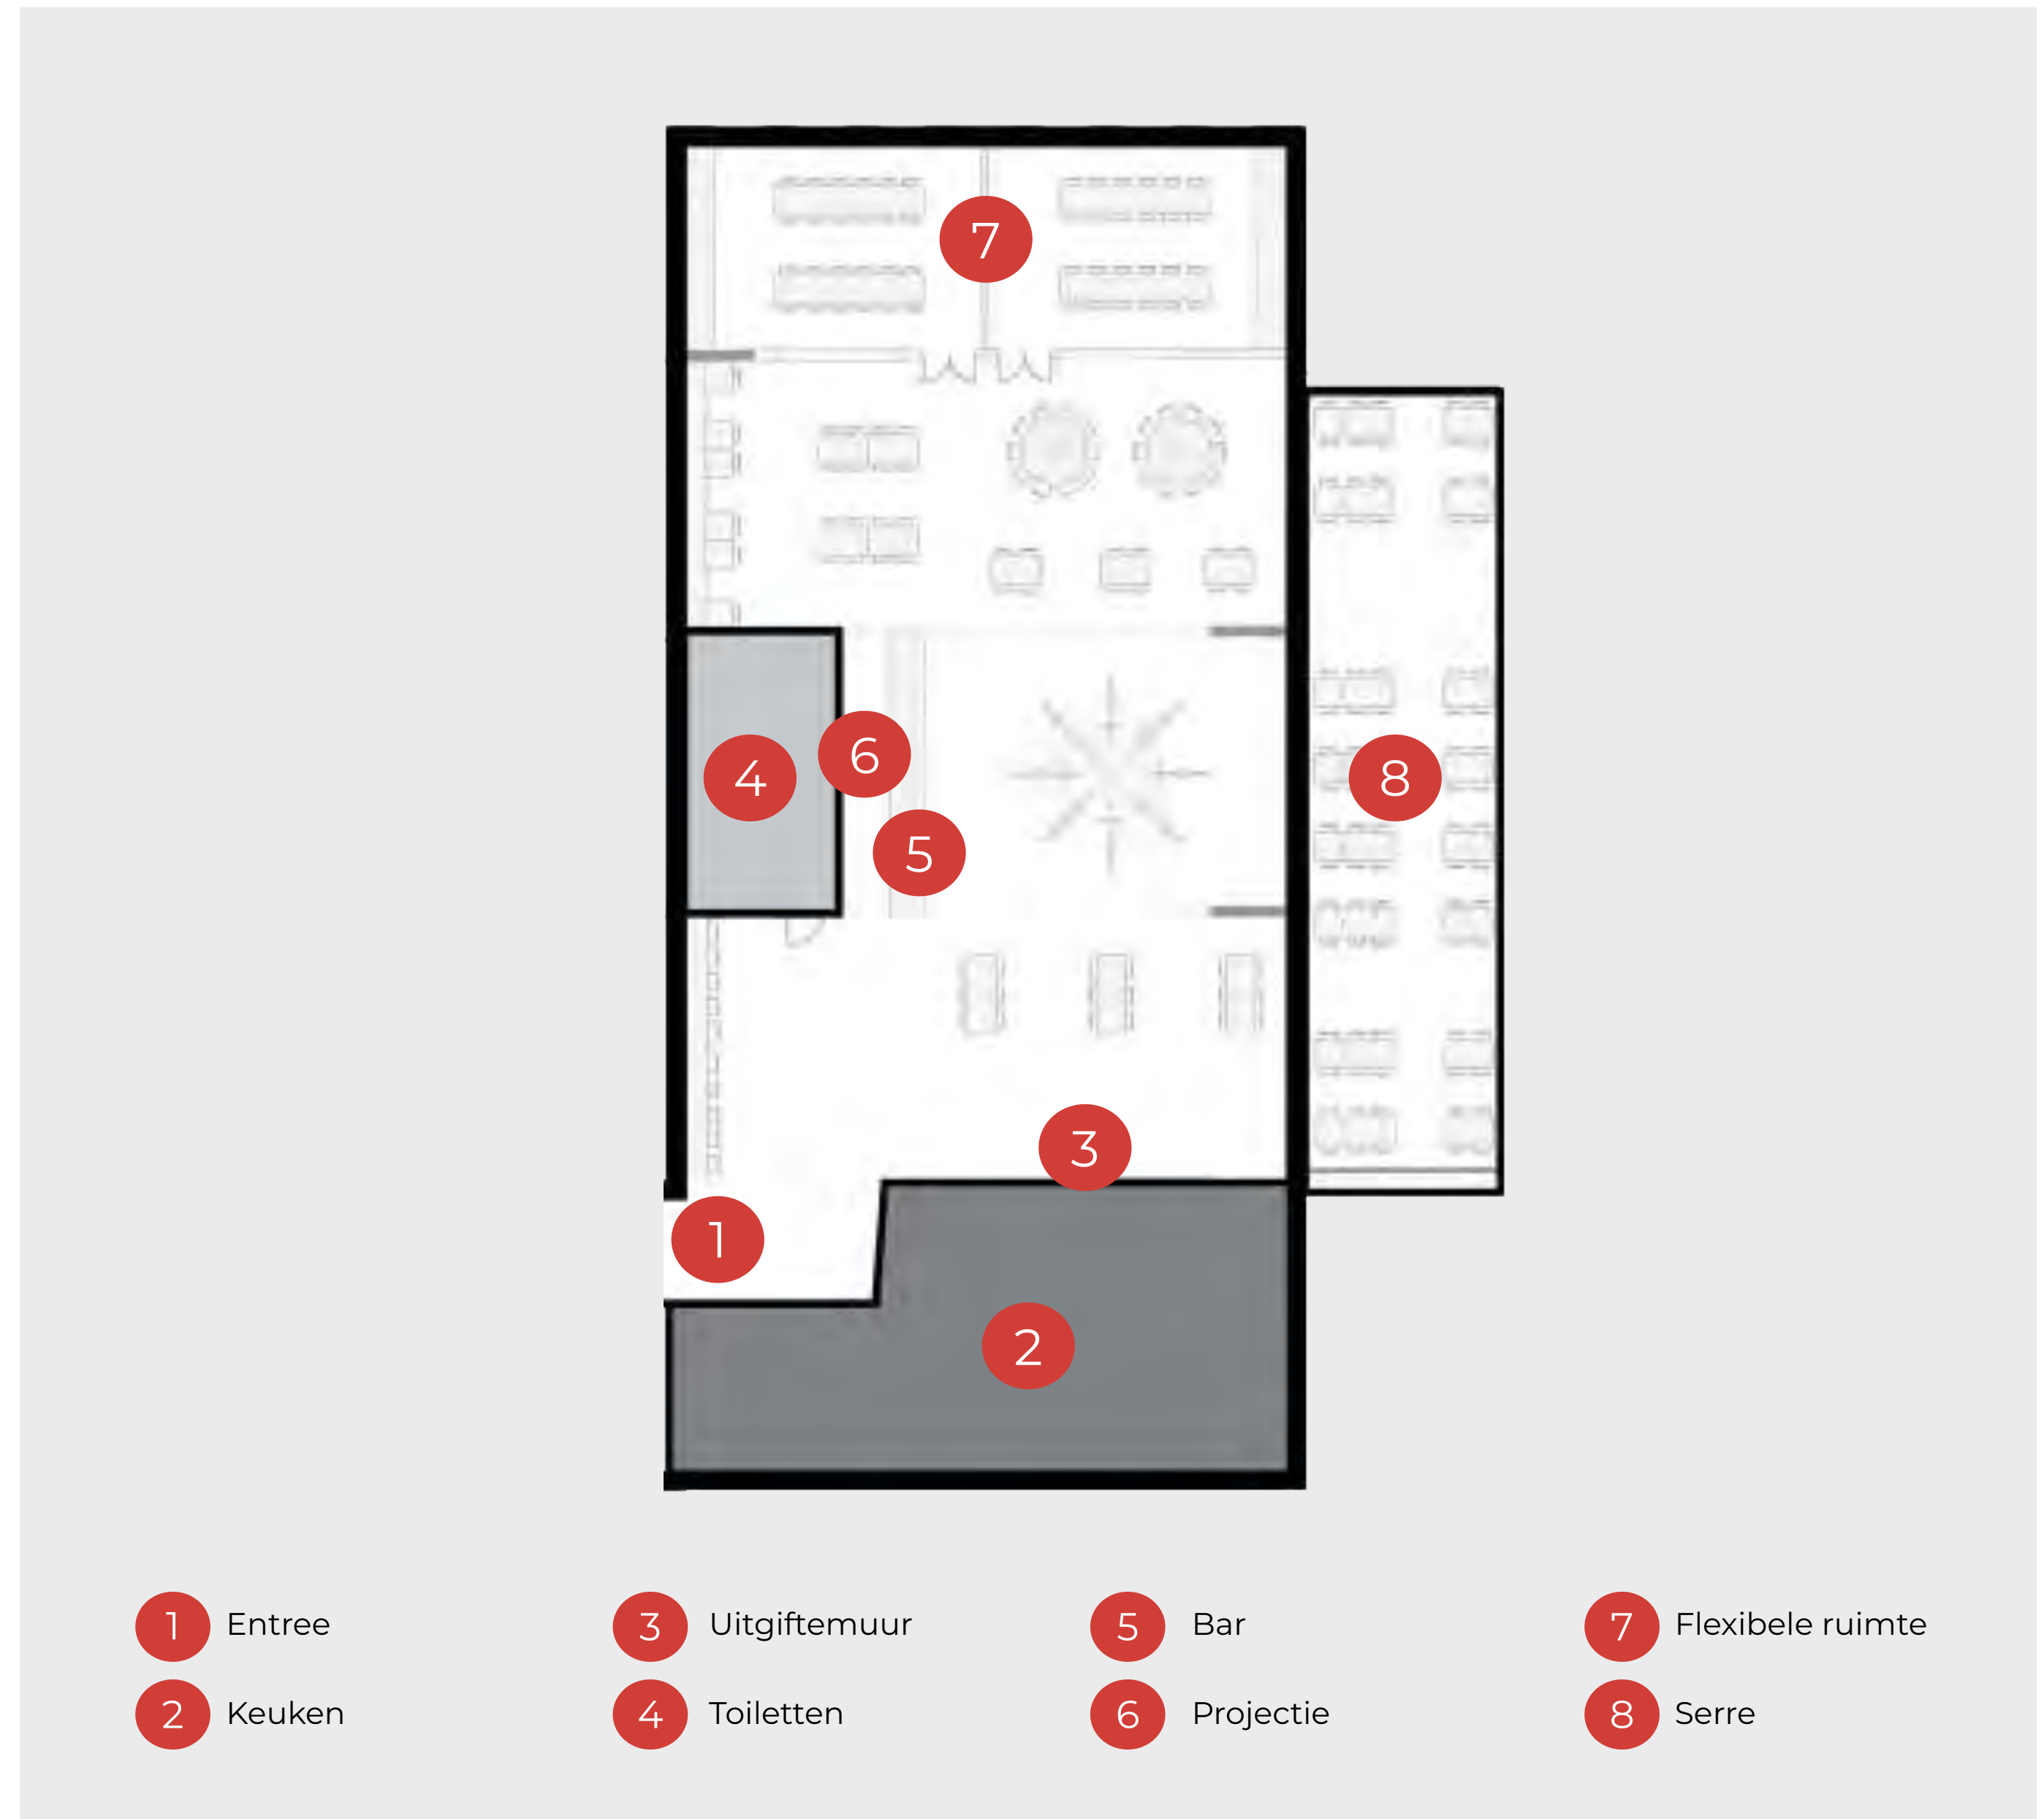 7
6
4
8
5
3
1
2
1 Entree
3 Uitgiftemuur
5 Bar
7 Flexibele ruimte
2 Keuken
4 Toiletten
6 Projectie
8 Serre